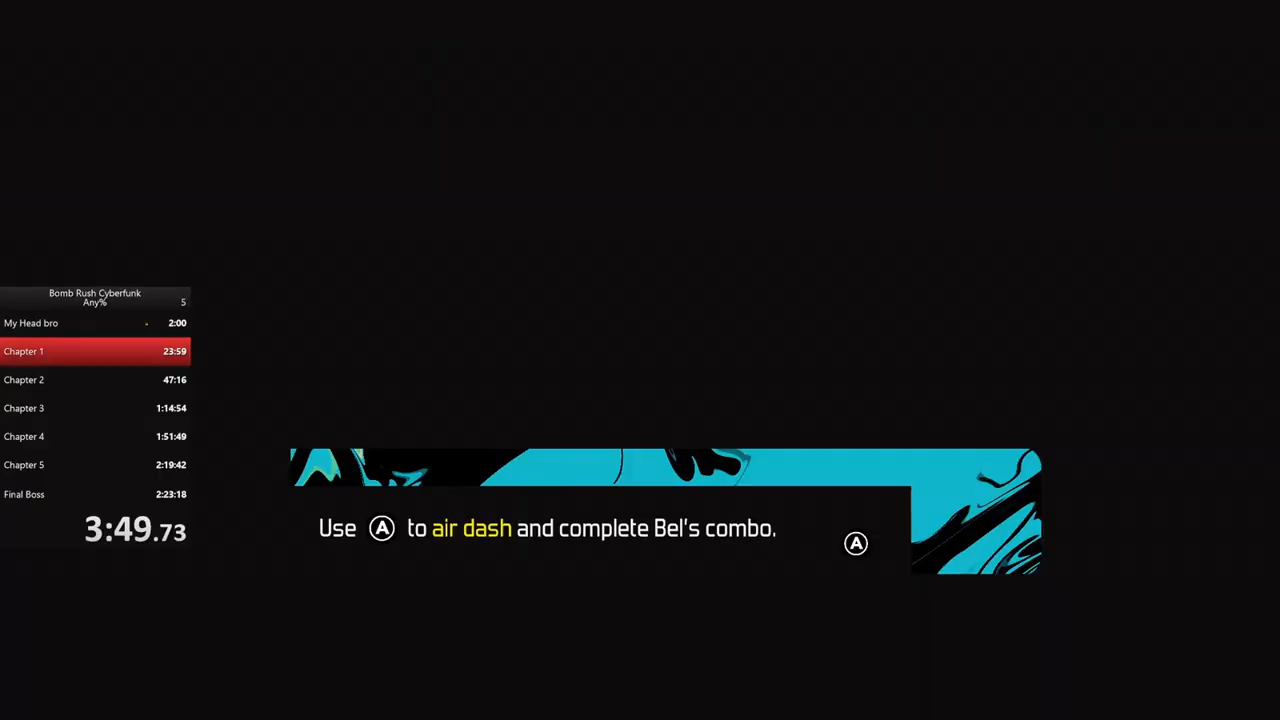 Bomb Rush Cyberfunk
Any% 5
My Head bro 2:00
Chapter 1 23:59
Chapter 2 47:16
Chapter 3 1:14:54
Chapter 4 1:51:49
Chapter 5 2:19:42
Final Boss 2:23:18
3:49.73
Use A to air dash and complete Bel's combo.
A